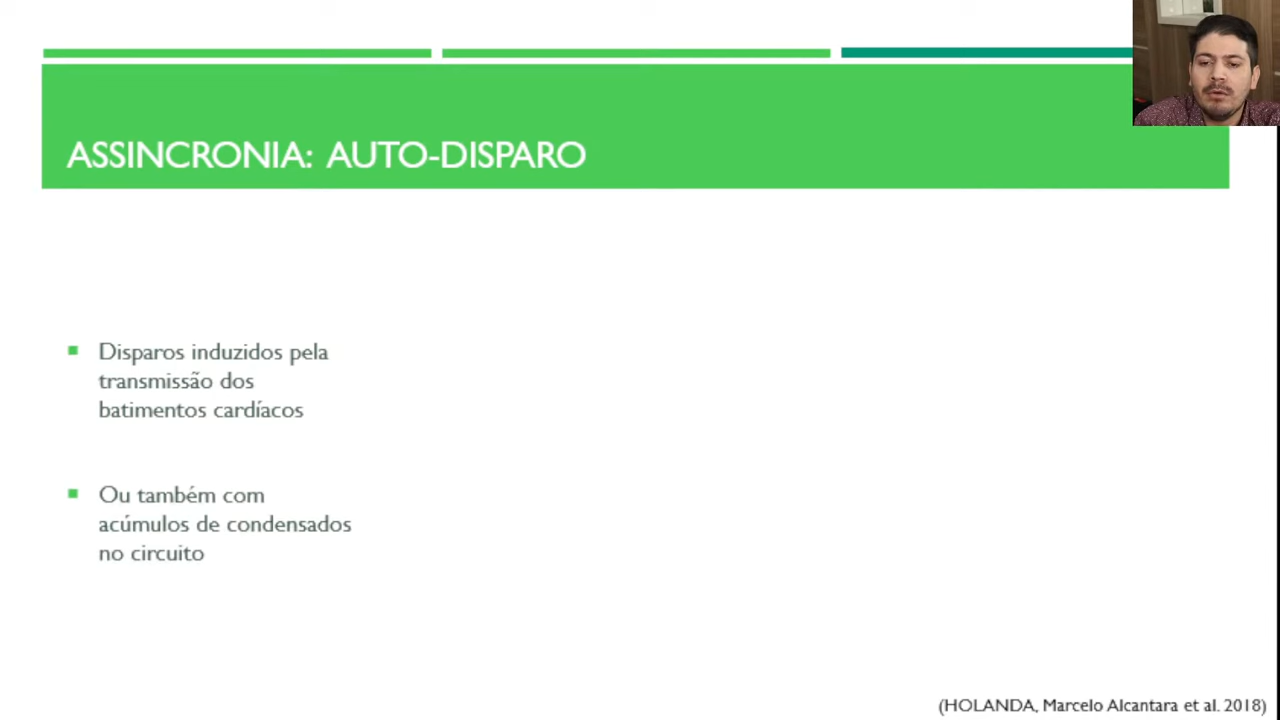 ASSINCRONIA: AUTO-DISPARO
Disparos induzidos pela
transmissão dos
batimentos cardíacos
Ou também com
acúmulos de condensados
no circuito
(HOLANDA, Marcelo Alcantara et al. 2018)